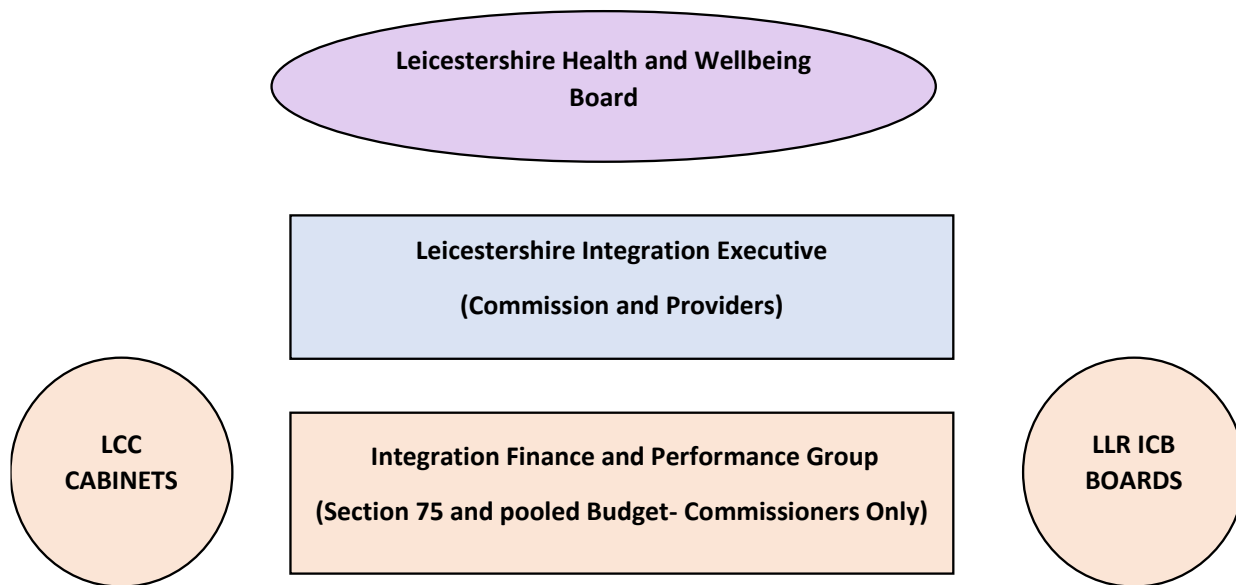 Leicestershire Health and Wellbeing
Board
Leicestershire Integration Executive
(Commission and Providers)
LCC
CABINETS
Integration Finance and Performance Group
(Section 75 and pooled Budget- Commissioners Only)
LLR ICB
BOARDS